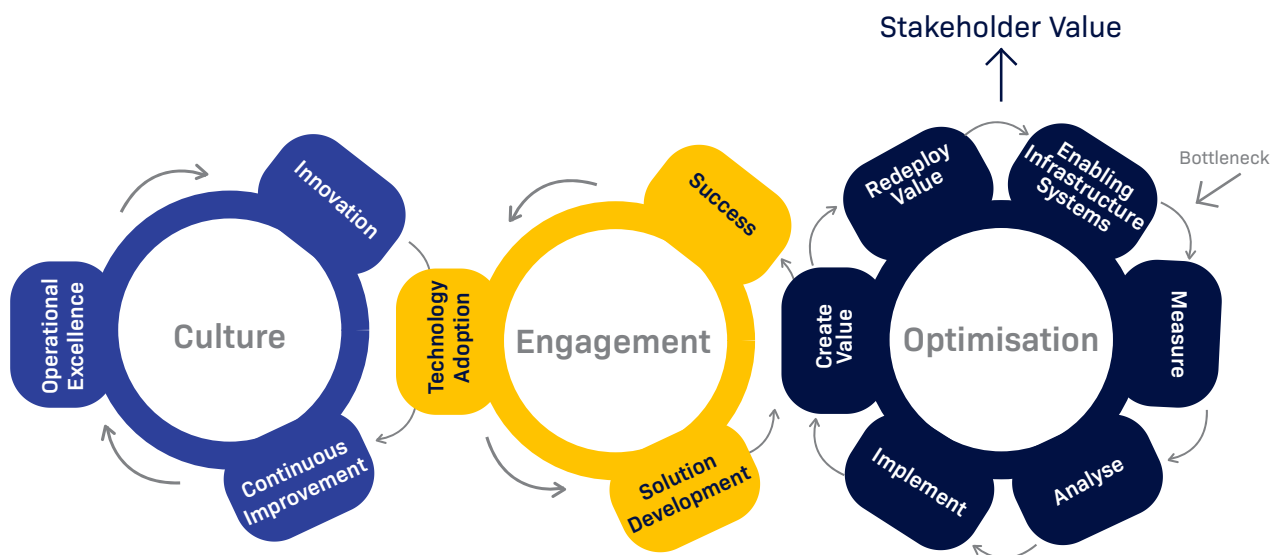 Stakeholder Value
Bottleneck
Innovation
Operational
Excellence
Culture
Continuous
Improvement
Success
Technology
Adoption
Engagement
Solution
Development
Redeploy
Value
Enabling
Infrastructure
Systems
Create
Value
Optimisation
Measure
Implement
Analyse